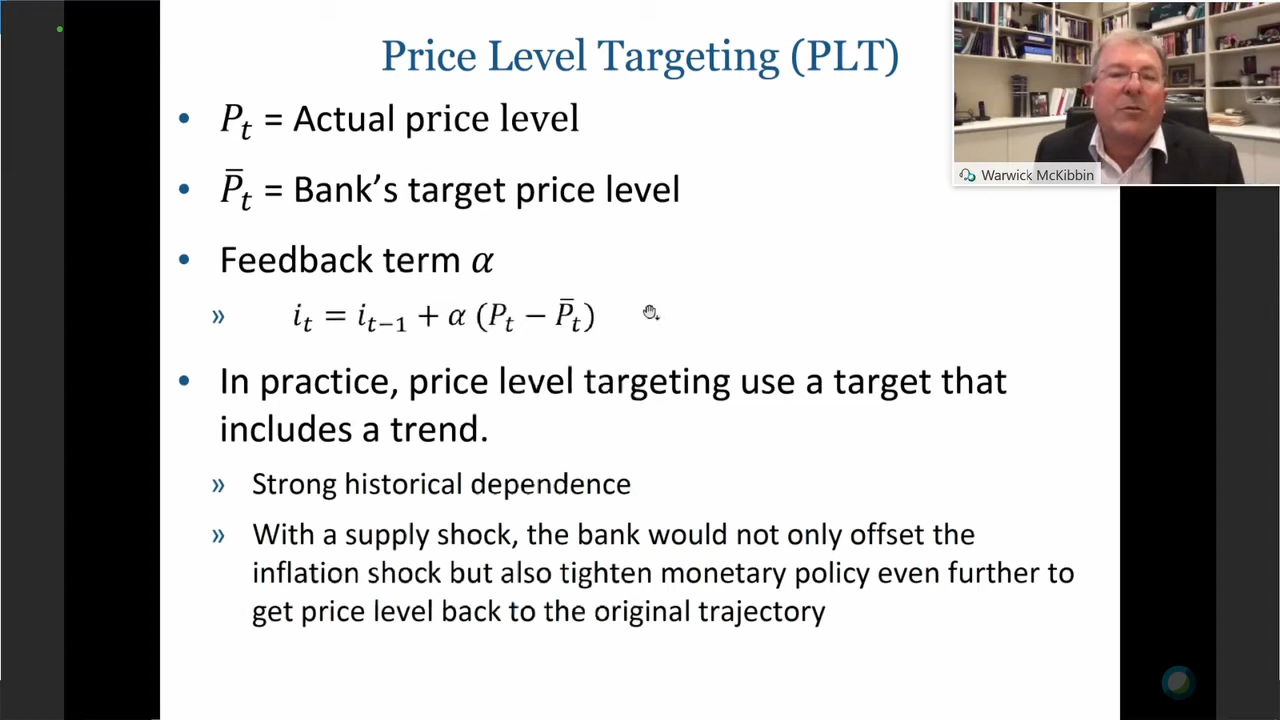 Price Level Targeting (PLT)
Warwick McKibbin
• P_t = Actual price level
• P̄_t = Bank’s target price level
• Feedback term α
» i_t = i_{t−1} + α (P_t − P̄_t)
• In practice, price level targeting use a target that
includes a trend.
» Strong historical dependence
» With a supply shock, the bank would not only offset the
inflation shock but also tighten monetary policy even further to
get price level back to the original trajectory